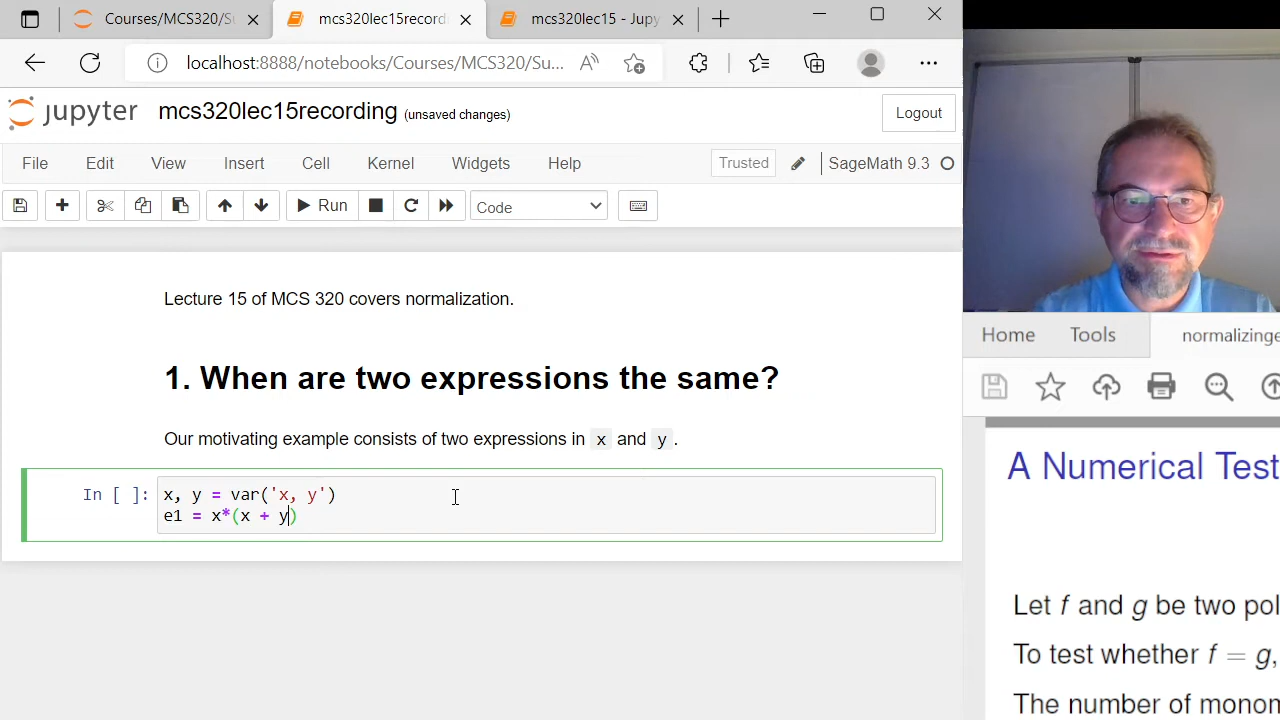 Courses/MCS320/Su
mcs320lec15record
mcs320lec15 - Jupy
localhost:8888/notebooks/Courses/MCS320/Su...
jupyter mcs320lec15recording (unsaved changes)
Logout
File Edit View Insert Cell Kernel Widgets Help
Trusted
SageMath 9.3
Run
Code
Lecture 15 of MCS 320 covers normalization.
1. When are two expressions the same?
Our motivating example consists of two expressions in x and y.
In [ ]: x, y = var('x, y')
e1 = x*(x + y)
Home Tools normalizinge
A Numerical Test
Let f and g be two pol
To test whether f = g,
The number of monom